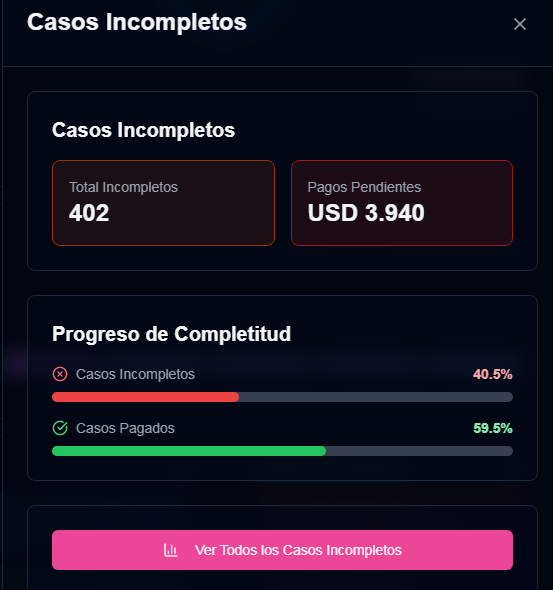 Casos Incompletos
Casos Incompletos
Total Incompletos
402
Pagos Pendientes
USD 3.940
Progreso de Completitud
Casos Incompletos 40.5%
Casos Pagados 59.5%
Ver Todos los Casos Incompletos